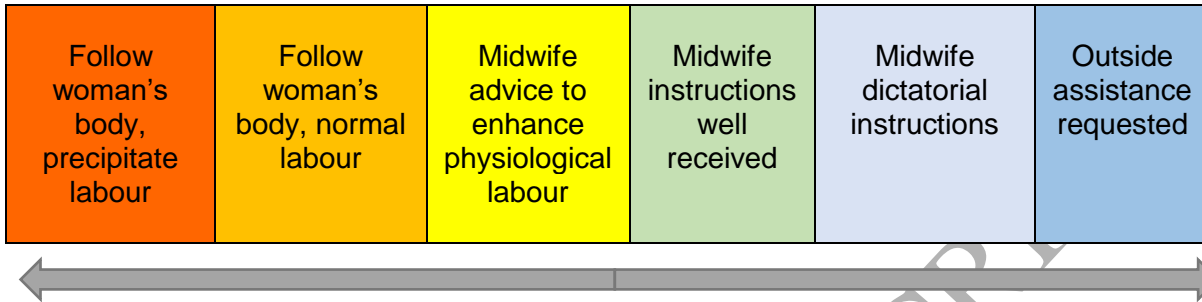 Follow
woman's
body,
precipitate
labour
Follow
woman's
body, normal
labour
Midwife
advice to
enhance
physiological
labour
Midwife
instructions
well
received
Midwife
dictatorial
instructions
Outside
assistance
requested